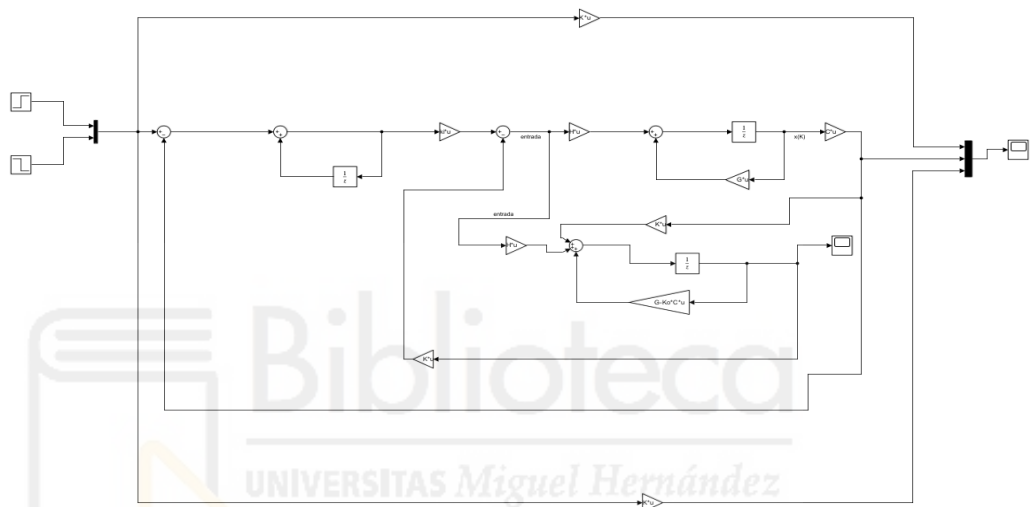 K*u
+
−
+
+
ki*u
+
−
entrada
H*u
+
+
1
z
x(K)
C*u
1
z
G*u
entrada
K*u
H*u
+
+
+
1
z
G-Ko*C*u
K*u
Biblioteca
UNIVERSITAS Miguel Hernández
K*u